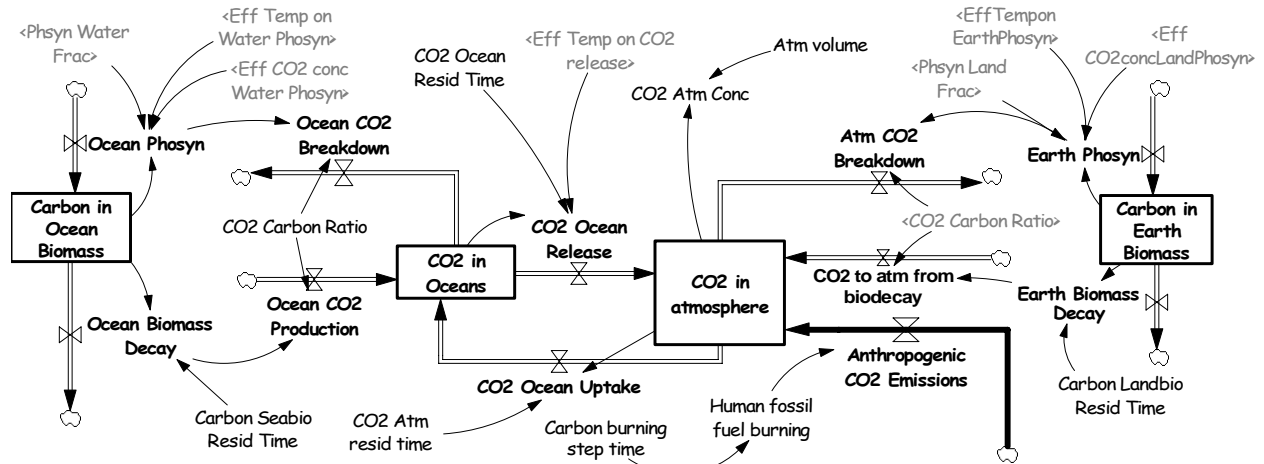 <Phsyn Water
Frac>
<Eff Temp on
Water Phosyn>
<Eff CO2 conc
Water Phosyn>
Ocean Phosyn
Ocean CO2
Breakdown
Carbon in
Ocean
Biomass
CO2 Carbon Ratio
Ocean Biomass
Decay
Ocean CO2
Production
Carbon Seabio
Resid Time
CO2 Ocean
Resid Time
<Eff Temp on CO2
release>
CO2 in
Oceans
CO2 Ocean
Release
CO2 Ocean Uptake
CO2 Atm
resid time
Atm volume
CO2 Atm Conc
CO2 in
atmosphere
Carbon burning
step time
Human fossil
fuel burning
<EffTempon
EarthPhosyn>
<Eff
CO2concLandPhosyn>
<Phsyn Land
Frac>
Atm CO2
Breakdown
Earth Phosyn
<CO2 Carbon Ratio>
Carbon in
Earth
Biomass
CO2 to atm from
biodecay
Earth Biomass
Decay
Anthropogenic
CO2 Emissions
Carbon Landbio
Resid Time